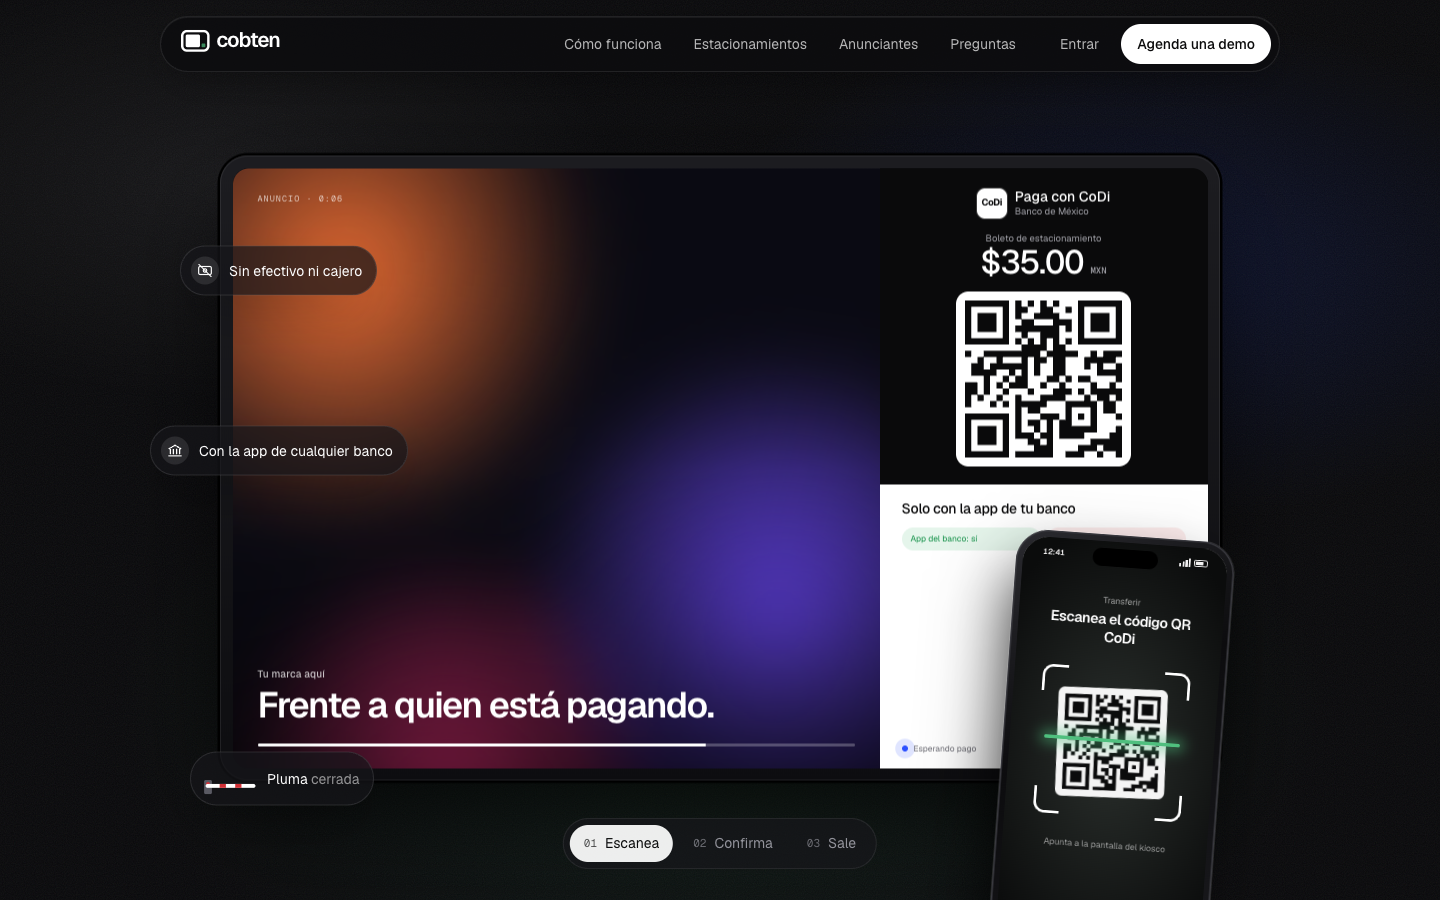 cobten
Cómo funciona
Estacionamientos
Anunciantes
Preguntas
Entrar
Agenda una demo
ANUNCIO · 0:06
Sin efectivo ni cajero
Con la app de cualquier banco
Tu marca aquí
Frente a quien está pagando.
Pluma cerrada
CoDi
Paga con CoDi
Banco de México
Boleto de estacionamiento
$35.00 MXN
Solo con la app de tu banco
App del banco: sí
Esperando pago
12:41
Transferir
Escanea el código QR
CoDi
Apunta a la pantalla del kiosco
01 Escanea
02 Confirma
03 Sale